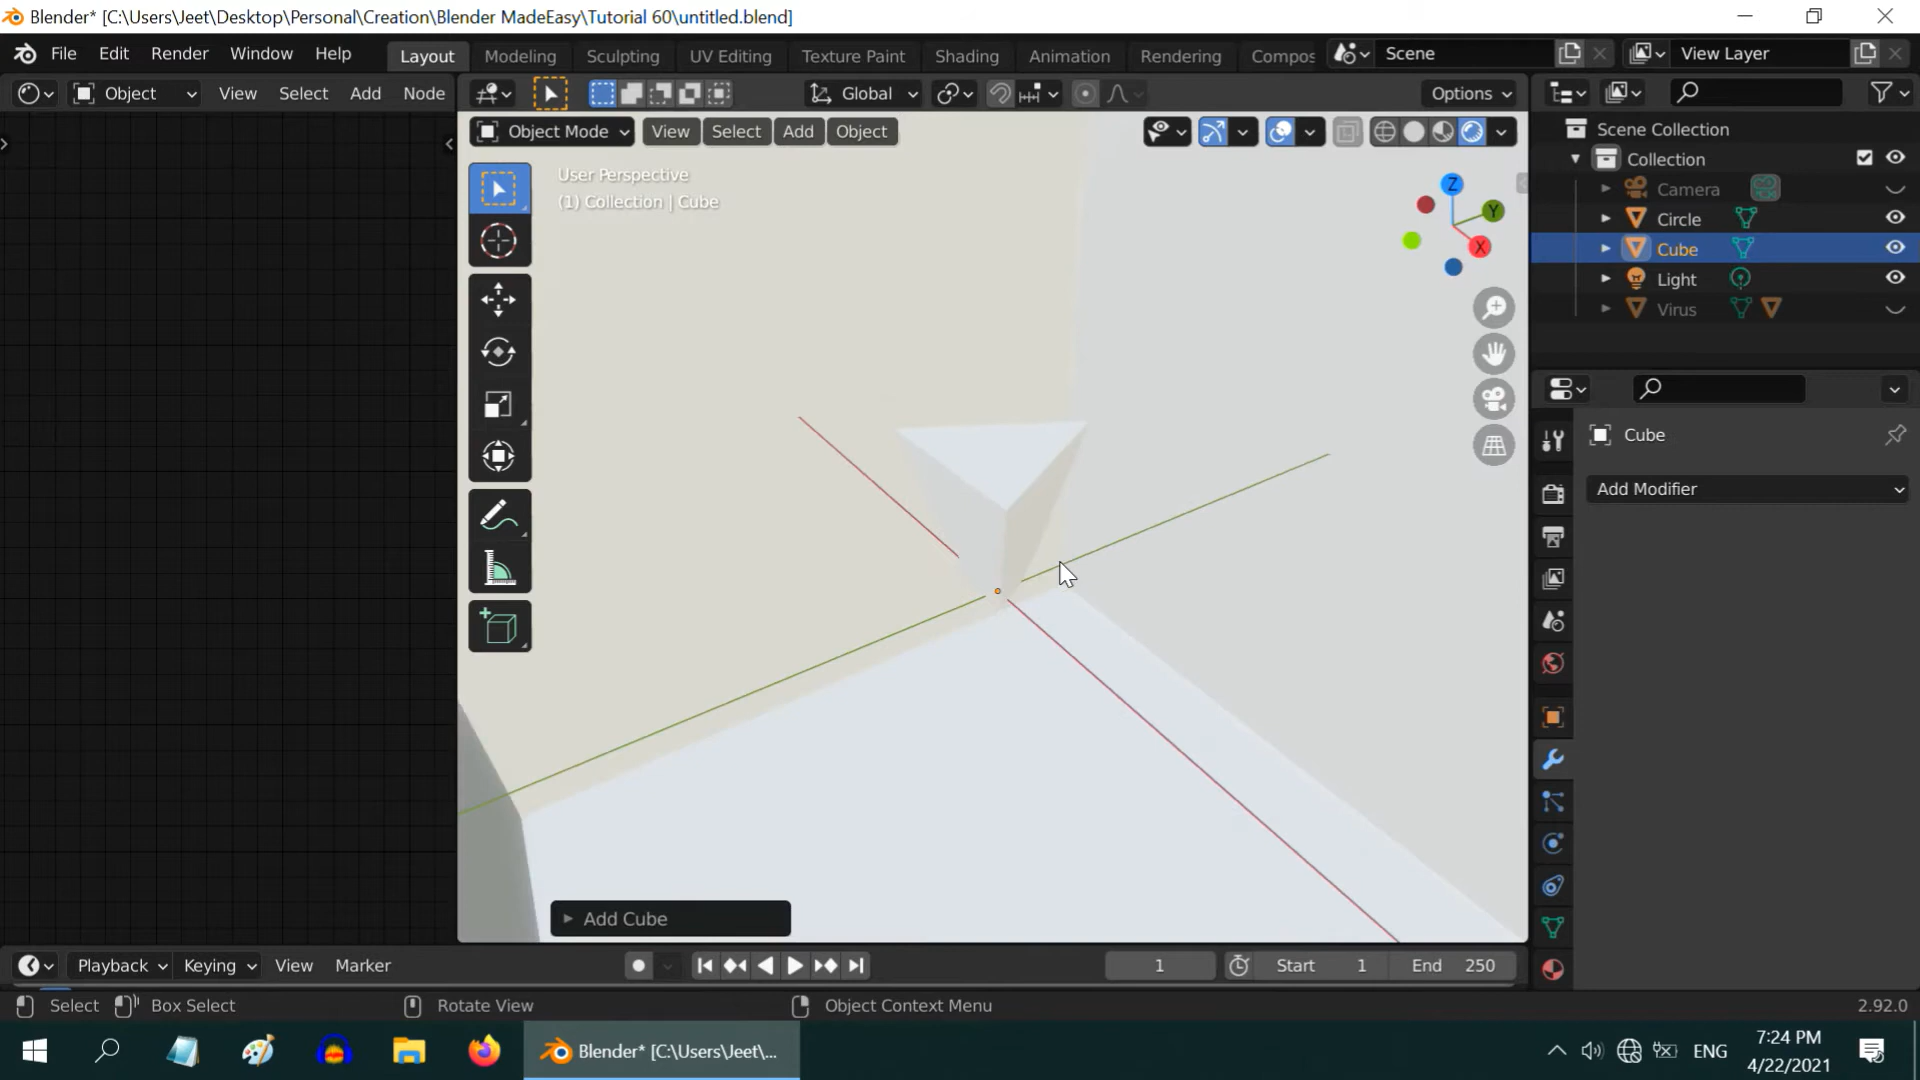 Blender* [C:\Users\Jeet\Desktop\Personal\Creation\Blender MadeEasy\Tutorial 60\untitled.blend]
File Edit Render Window Help Layout Modeling Sculpting UV Editing Texture Paint Shading Animation Rendering Compos Scene View Layer
Object View Select Add Node Global Options
Object Mode View Select Add Object
User Perspective
(1) Collection | Cube
Z
Y
X
Scene Collection
Collection
Camera
Circle
Cube
Light
Virus
Cube
Add Modifier
Add Cube
Playback Keying View Marker 1 Start 1 End 250
Select Box Select Rotate View Object Context Menu 2.92.0
Blender* [C:\Users\Jeet\... ENG 7:24 PM
4/22/2021